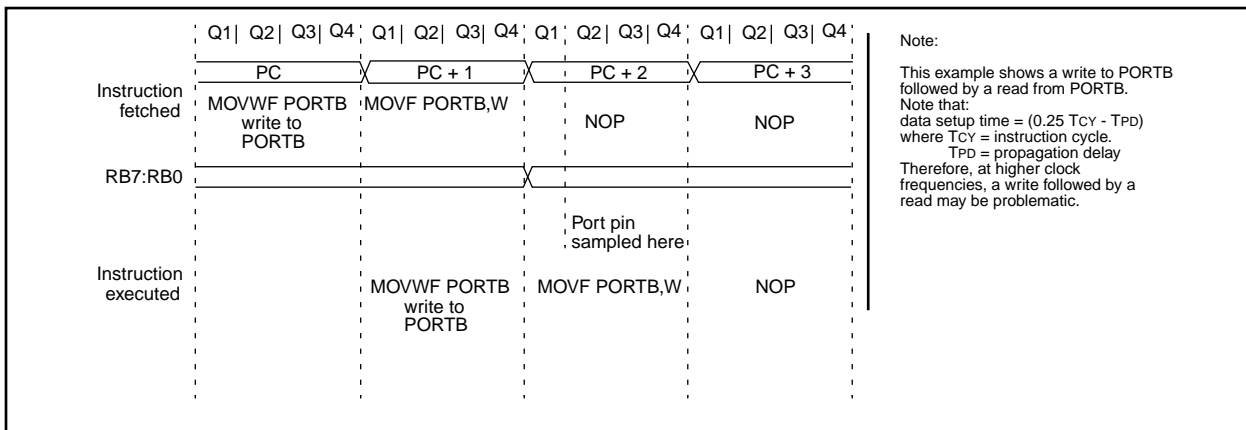 Q1| Q2| Q3| Q4 Q1| Q2| Q3| Q4 Q1 Q2| Q3| Q4 Q1| Q2| Q3| Q4
PC PC + 1 PC + 2 PC + 3
Instruction
fetched
MOVWF PORTB
write to
PORTB
MOVF PORTB,W
NOP
NOP
RB7:RB0
Port pin
sampled here
Instruction
executed
MOVWF PORTB
write to
PORTB
MOVF PORTB,W
NOP
Note:
This example shows a write to PORTB
followed by a read from PORTB.
Note that:
data setup time = (0.25 TCY - TPD)
where TCY = instruction cycle.
TPD = propagation delay
Therefore, at higher clock
frequencies, a write followed by a
read may be problematic.